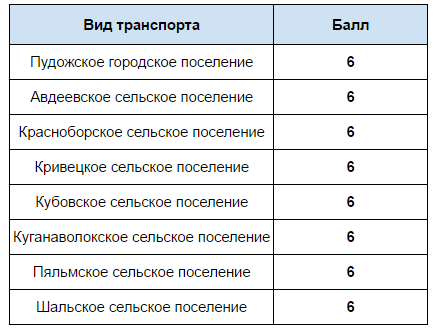 Вид транспорта Балл
Пудожское городское поселение 6
Авдеевское сельское поселение 6
Красноборское сельское поселение 6
Кривецкое сельское поселение 6
Кубовское сельское поселение 6
Куганаволокское сельское поселение 6
Пяльмское сельское поселение 6
Шальское сельское поселение 6